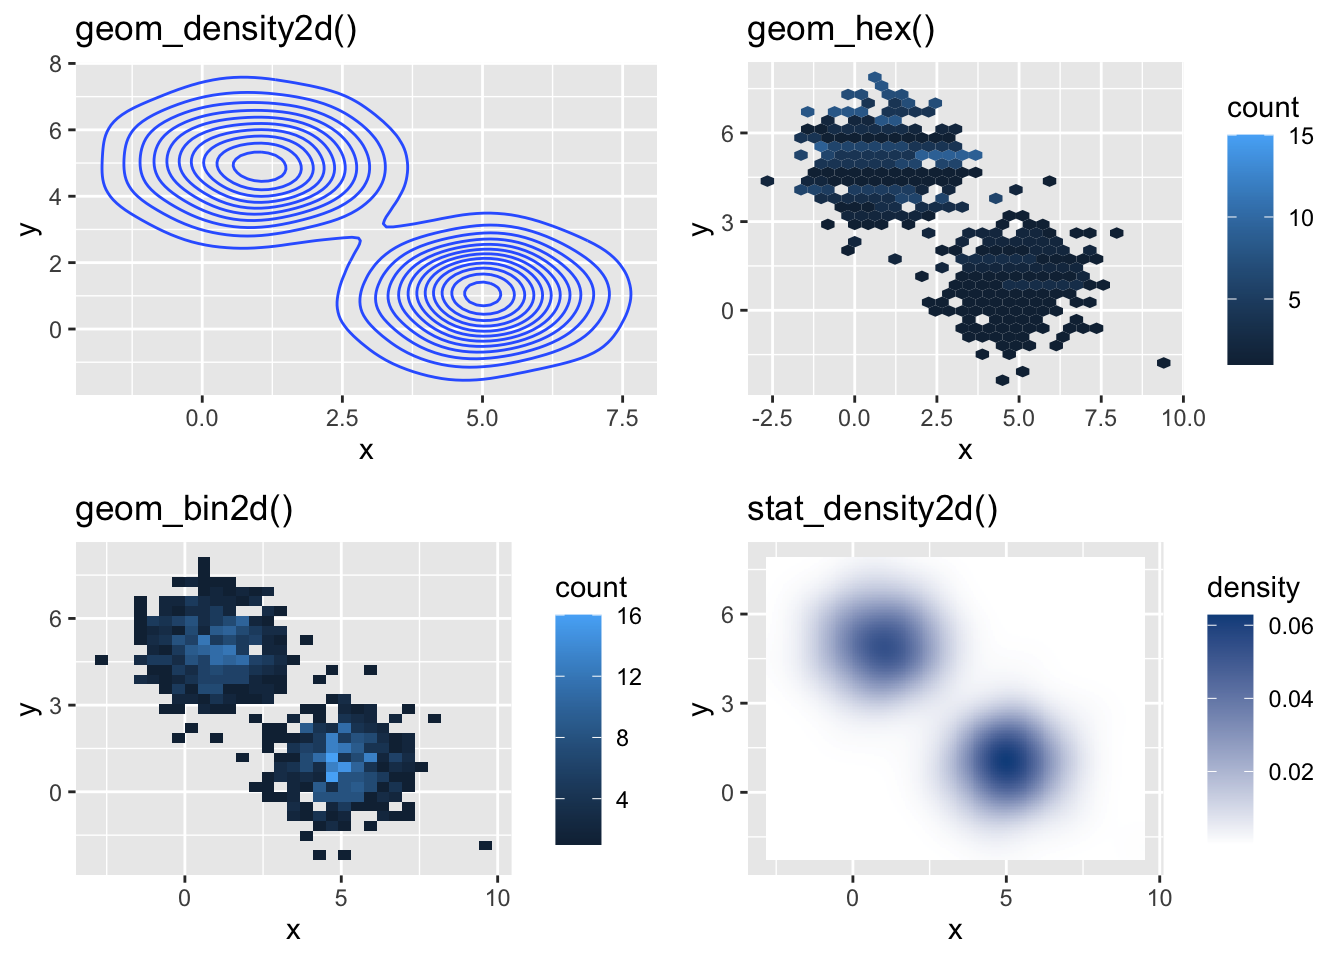 geom_density2d()
8
6
4
2
0
y
0.0 2.5 5.0 7.5
x
geom_hex()
6
3
0
y
-2.5 0.0 2.5 5.0 7.5 10.0
x
count
15
10
5
geom_bin2d()
6
3
0
y
0 5 10
x
count
16
12
8
4
stat_density2d()
6
3
0
y
0 5 10
x
density
0.06
0.04
0.02